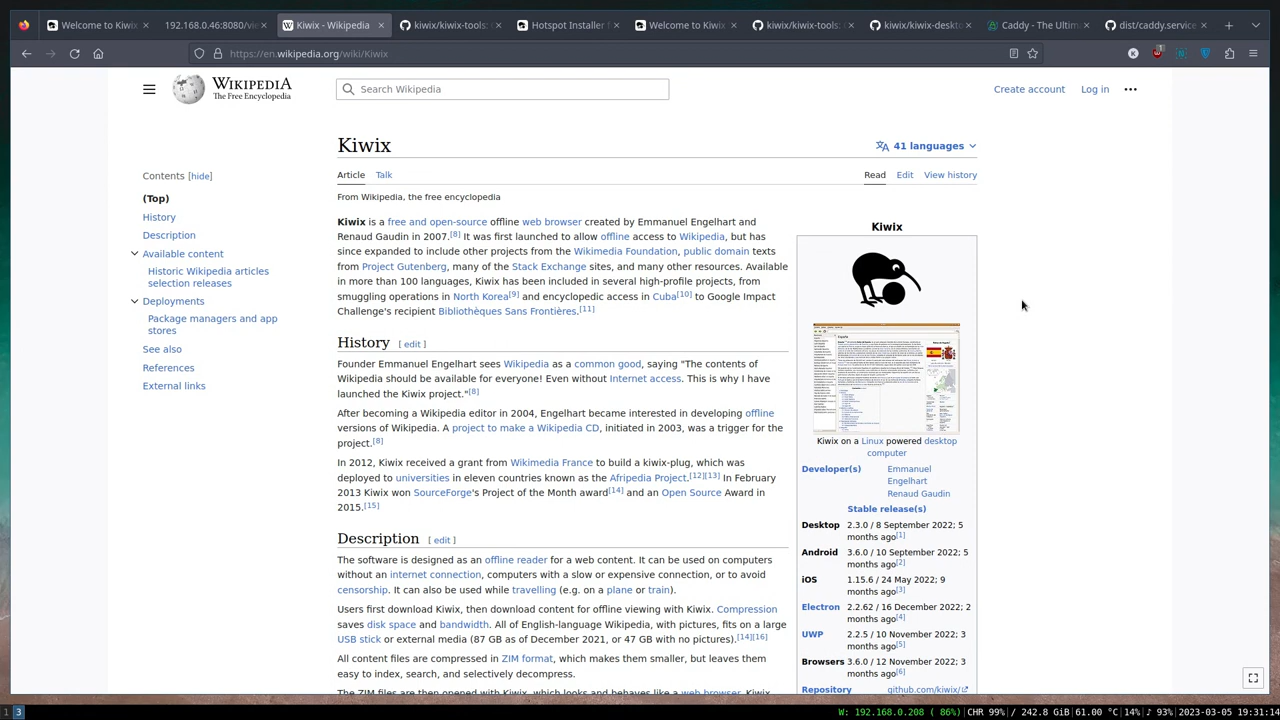 Welcome to Kiwix
192.168.0.46:8080/vi
Kiwix - Wikipedia
kiwix/kiwix-tools:
Hotspot Installer f
Welcome to Kiwix
kiwix/kiwix-tools:
kiwix/kiwix-deskto
Caddy - The Ultim
dist/caddy.service
https://en.wikipedia.org/wiki/Kiwix
WIKIPEDIA
The Free Encyclopedia
Search Wikipedia
Create account
Log in
Kiwix
41 languages
Contents [hide]
(Top)
History
Description
Available content
Historic Wikipedia articles
selection releases
Deployments
Package managers and app
stores
See also
References
External links
Article Talk
Read Edit View history
From Wikipedia, the free encyclopedia
Kiwix is a free and open-source offline web browser created by Emmanuel Engelhart and
Renaud Gaudin in 2007.[8] It was first launched to allow offline access to Wikipedia, but has
since expanded to include other projects from the Wikimedia Foundation, public domain texts
from Project Gutenberg, many of the Stack Exchange sites, and many other resources. Available
in more than 100 languages, Kiwix has been included in several high-profile projects, from
smuggling operations in North Korea[9] and encyclopedic access in Cuba[10] to Google Impact
Challenge's recipient Bibliothèques Sans Frontières.[11]
History [ edit ]
Founder Emmanuel Engelhart sees Wikipedia as a common good, saying "The contents of
Wikipedia should be available for everyone! Even without Internet access. This is why I have
launched the Kiwix project."[8]
After becoming a Wikipedia editor in 2004, Engelhart became interested in developing offline
versions of Wikipedia. A project to make a Wikipedia CD, initiated in 2003, was a trigger for the
project.[8]
In 2012, Kiwix received a grant from Wikimedia France to build a kiwix-plug, which was
deployed to universities in eleven countries known as the Afripedia Project.[12][13] In February
2013 Kiwix won SourceForge's Project of the Month award[14] and an Open Source Award in
2015.[15]
Description [ edit ]
The software is designed as an offline reader for a web content. It can be used on computers
without an internet connection, computers with a slow or expensive connection, or to avoid
censorship. It can also be used while travelling (e.g. on a plane or train).
Users first download Kiwix, then download content for offline viewing with Kiwix. Compression
saves disk space and bandwidth. All of English-language Wikipedia, with pictures, fits on a large
USB stick or external media (87 GB as of December 2021, or 47 GB with no pictures).[14][16]
All content files are compressed in ZIM format, which makes them smaller, but leaves them
easy to index, search, and selectively decompress.
The ZIM files are then opened with Kiwix, which looks and behaves like a web browser. Kiwix
Kiwix
Kiwix on a Linux powered desktop
computer
Developer(s) Emmanuel
Engelhart
Renaud Gaudin
Stable release(s)
Desktop 2.3.0 / 8 September 2022; 5
months ago[1]
Android 3.6.0 / 10 September 2022; 5
months ago[2]
iOS 1.15.6 / 24 May 2022; 9
months ago[3]
Electron 2.2.62 / 16 December 2022; 2
months ago[4]
UWP 2.2.5 / 10 November 2022; 3
months ago[5]
Browsers 3.6.0 / 12 November 2022; 3
months ago[6]
Repository github.com/kiwix/
1 3
W: 192.168.0.208 ( 86%)|CHR 99%|/ 242.8 GiB|61.00 °C|14%|♪ 93%|2023-03-05 19:31:14